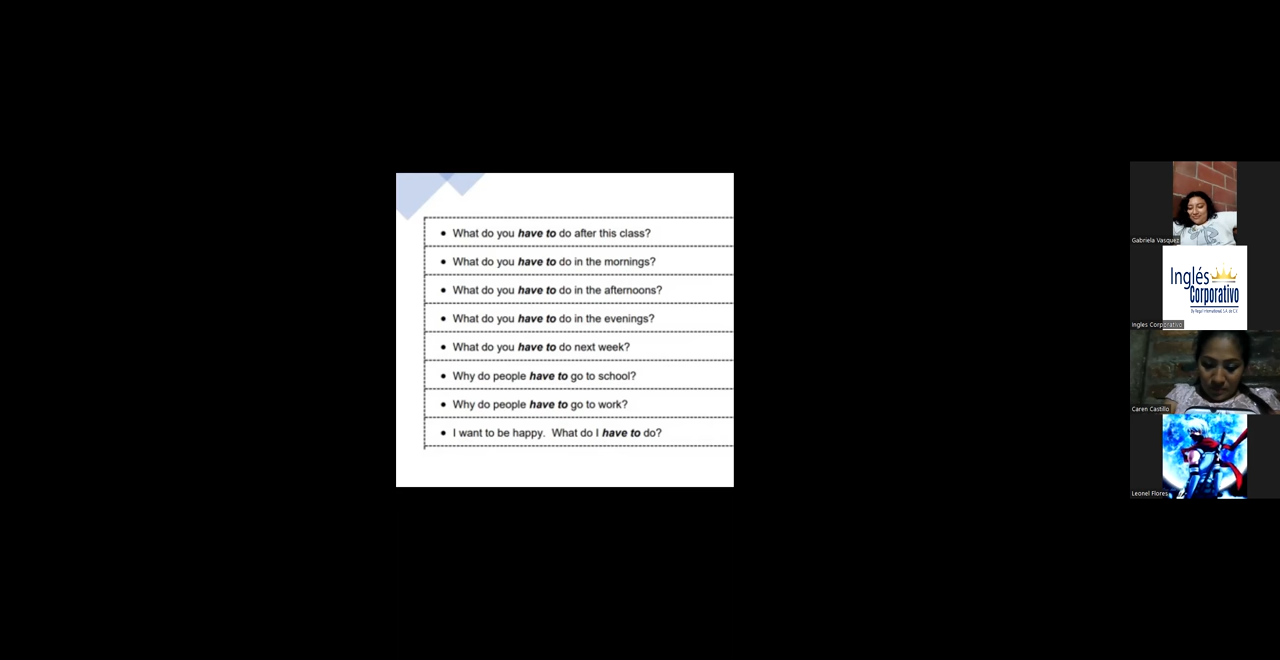 What do you have to do after this class?
What do you have to do in the mornings?
What do you have to do in the afternoons?
What do you have to do in the evenings?
What do you have to do next week?
Why do people have to go to school?
Why do people have to go to work?
I want to be happy. What do I have to do?
Gabriela Vasquez
Inglés
Corporativo
Ingles Corporativo
Caren Castillo
Leonel Flores